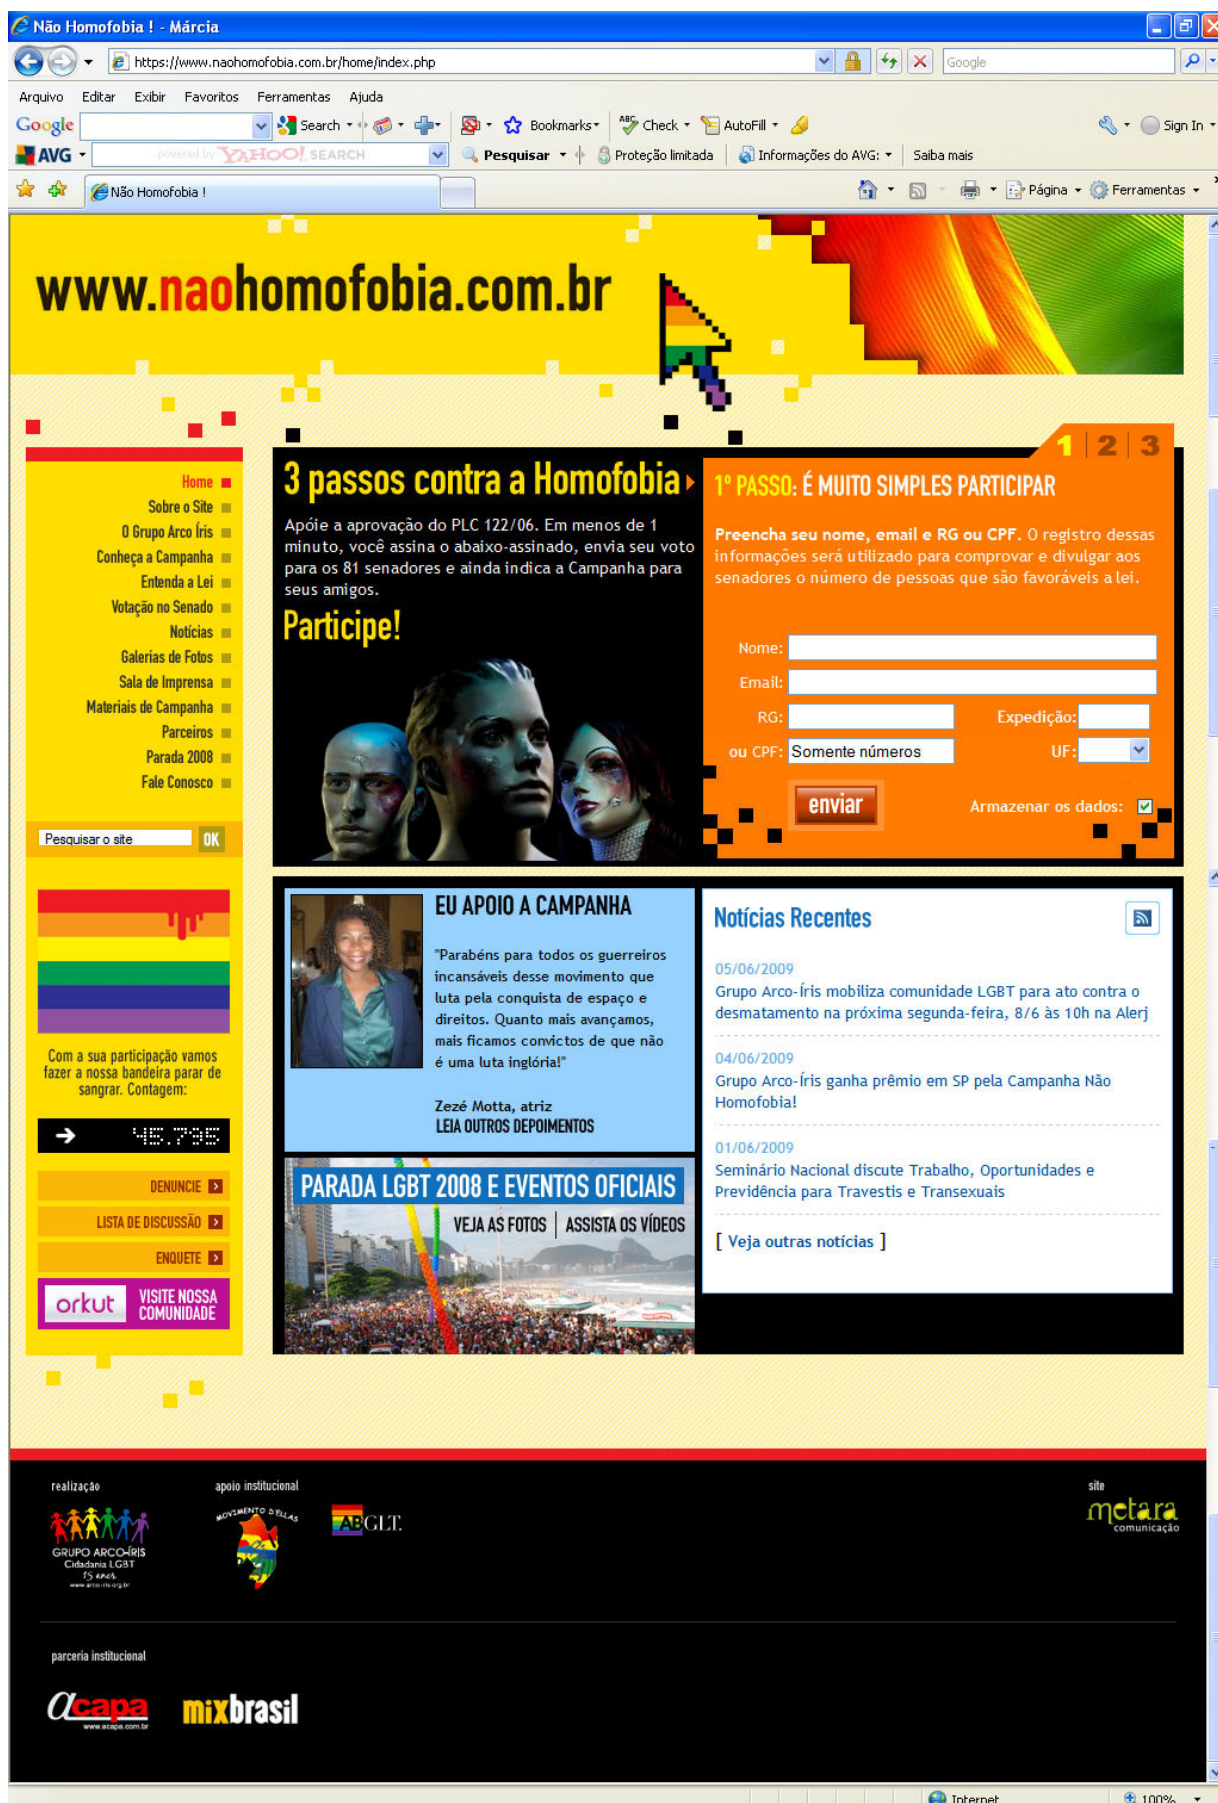 Não Homofobia ! - Márcia
https://www.naohomofobia.com.br/home/index.php
Google
Arquivo Editar Exibir Favoritos Ferramentas Ajuda
Google Search Bookmarks Check AutoFill Sign In
AVG powered by YAHOO! SEARCH Pesquisar Proteção limitada Informações do AVG: Saiba mais
Não Homofobia ! Página Ferramentas
www.naohomofobia.com.br
Home
Sobre o Site
O Grupo Arco Íris
Conheça a Campanha
Entenda a Lei
Votação no Senado
Notícias
Galerias de Fotos
Sala de Imprensa
Materiais de Campanha
Parceiros
Parada 2008
Fale Conosco
Pesquisar o site OK
Com a sua participação vamos
fazer a nossa bandeira parar de
sangrar. Contagem:
45.795
DENUNCIE
LISTA DE DISCUSSÃO
ENQUETE
orkut VISITE NOSSA
COMUNIDADE
3 passos contra a Homofobia
Apóie a aprovação do PLC 122/06. Em menos de 1
minuto, você assina o abaixo-assinado, envia seu voto
para os 81 senadores e ainda indica a Campanha para
seus amigos.
Participe!
1 | 2 | 3
1º PASSO: É MUITO SIMPLES PARTICIPAR
Preencha seu nome, email e RG ou CPF. O registro dessas
informações será utilizado para comprovar e divulgar aos
senadores o número de pessoas que são favoráveis a lei.
Nome:
Email:
RG: Expedição:
ou CPF: Somente números UF:
enviar Armazenar os dados:
EU APOIO A CAMPANHA
"Parabéns para todos os guerreiros
incansáveis desse movimento que
luta pela conquista de espaço e
direitos. Quanto mais avançamos,
mais ficamos convictos de que não
é uma luta inglória!"
Zezé Motta, atriz
LEIA OUTROS DEPOIMENTOS
PARADA LGBT 2008 E EVENTOS OFICIAIS
VEJA AS FOTOS | ASSISTA OS VÍDEOS
Notícias Recentes
05/06/2009
Grupo Arco-Íris mobiliza comunidade LGBT para ato contra o
desmatamento na próxima segunda-feira, 8/6 às 10h na Alerj
04/06/2009
Grupo Arco-Íris ganha prêmio em SP pela Campanha Não
Homofobia!
01/06/2009
Seminário Nacional discute Trabalho, Oportunidades e
Previdência para Travestis e Transexuais
[ Veja outras notícias ]
realização apoio institucional site
GRUPO ARCO-ÍRIS
Cidadania LGBT
15 anos
www.arco-iris.org.br
MOVIMENTO D'ELLAS
ABGLT.
metara
comunicação
parceria institucional
acapa
www.acapa.com.br
mixbrasil
Internet 100%